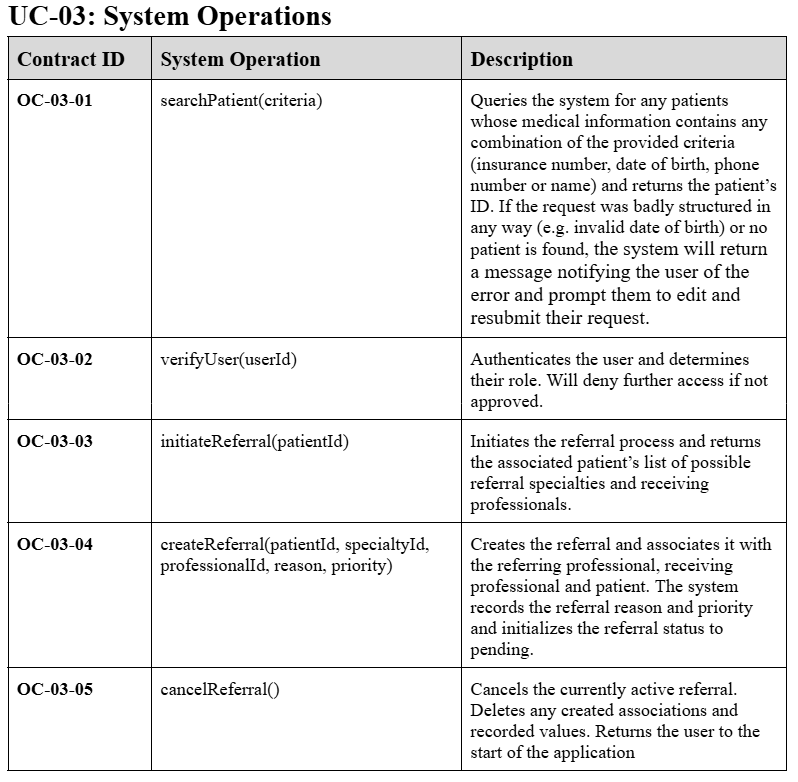 UC-03: System Operations
Contract ID
System Operation
Description
OC-03-01
searchPatient(criteria)
Queries the system for any patients
whose medical information contains any
combination of the provided criteria
(insurance number, date of birth, phone
number or name) and returns the patient’s
ID. If the request was badly structured in
any way (e.g. invalid date of birth) or no
patient is found, the system will return
a message notifying the user of the
error and prompt them to edit and
resubmit their request.
OC-03-02
verifyUser(userId)
Authenticates the user and determines
their role. Will deny further access if not
approved.
OC-03-03
initiateReferral(patientId)
Initiates the referral process and returns
the associated patient’s list of possible
referral specialties and receiving
professionals.
OC-03-04
createReferral(patientId, specialtyId,
professionalId, reason, priority)
Creates the referral and associates it with
the referring professional, receiving
professional and patient. The system
records the referral reason and priority
and initializes the referral status to
pending.
OC-03-05
cancelReferral()
Cancels the currently active referral.
Deletes any created associations and
recorded values. Returns the user to the
start of the application